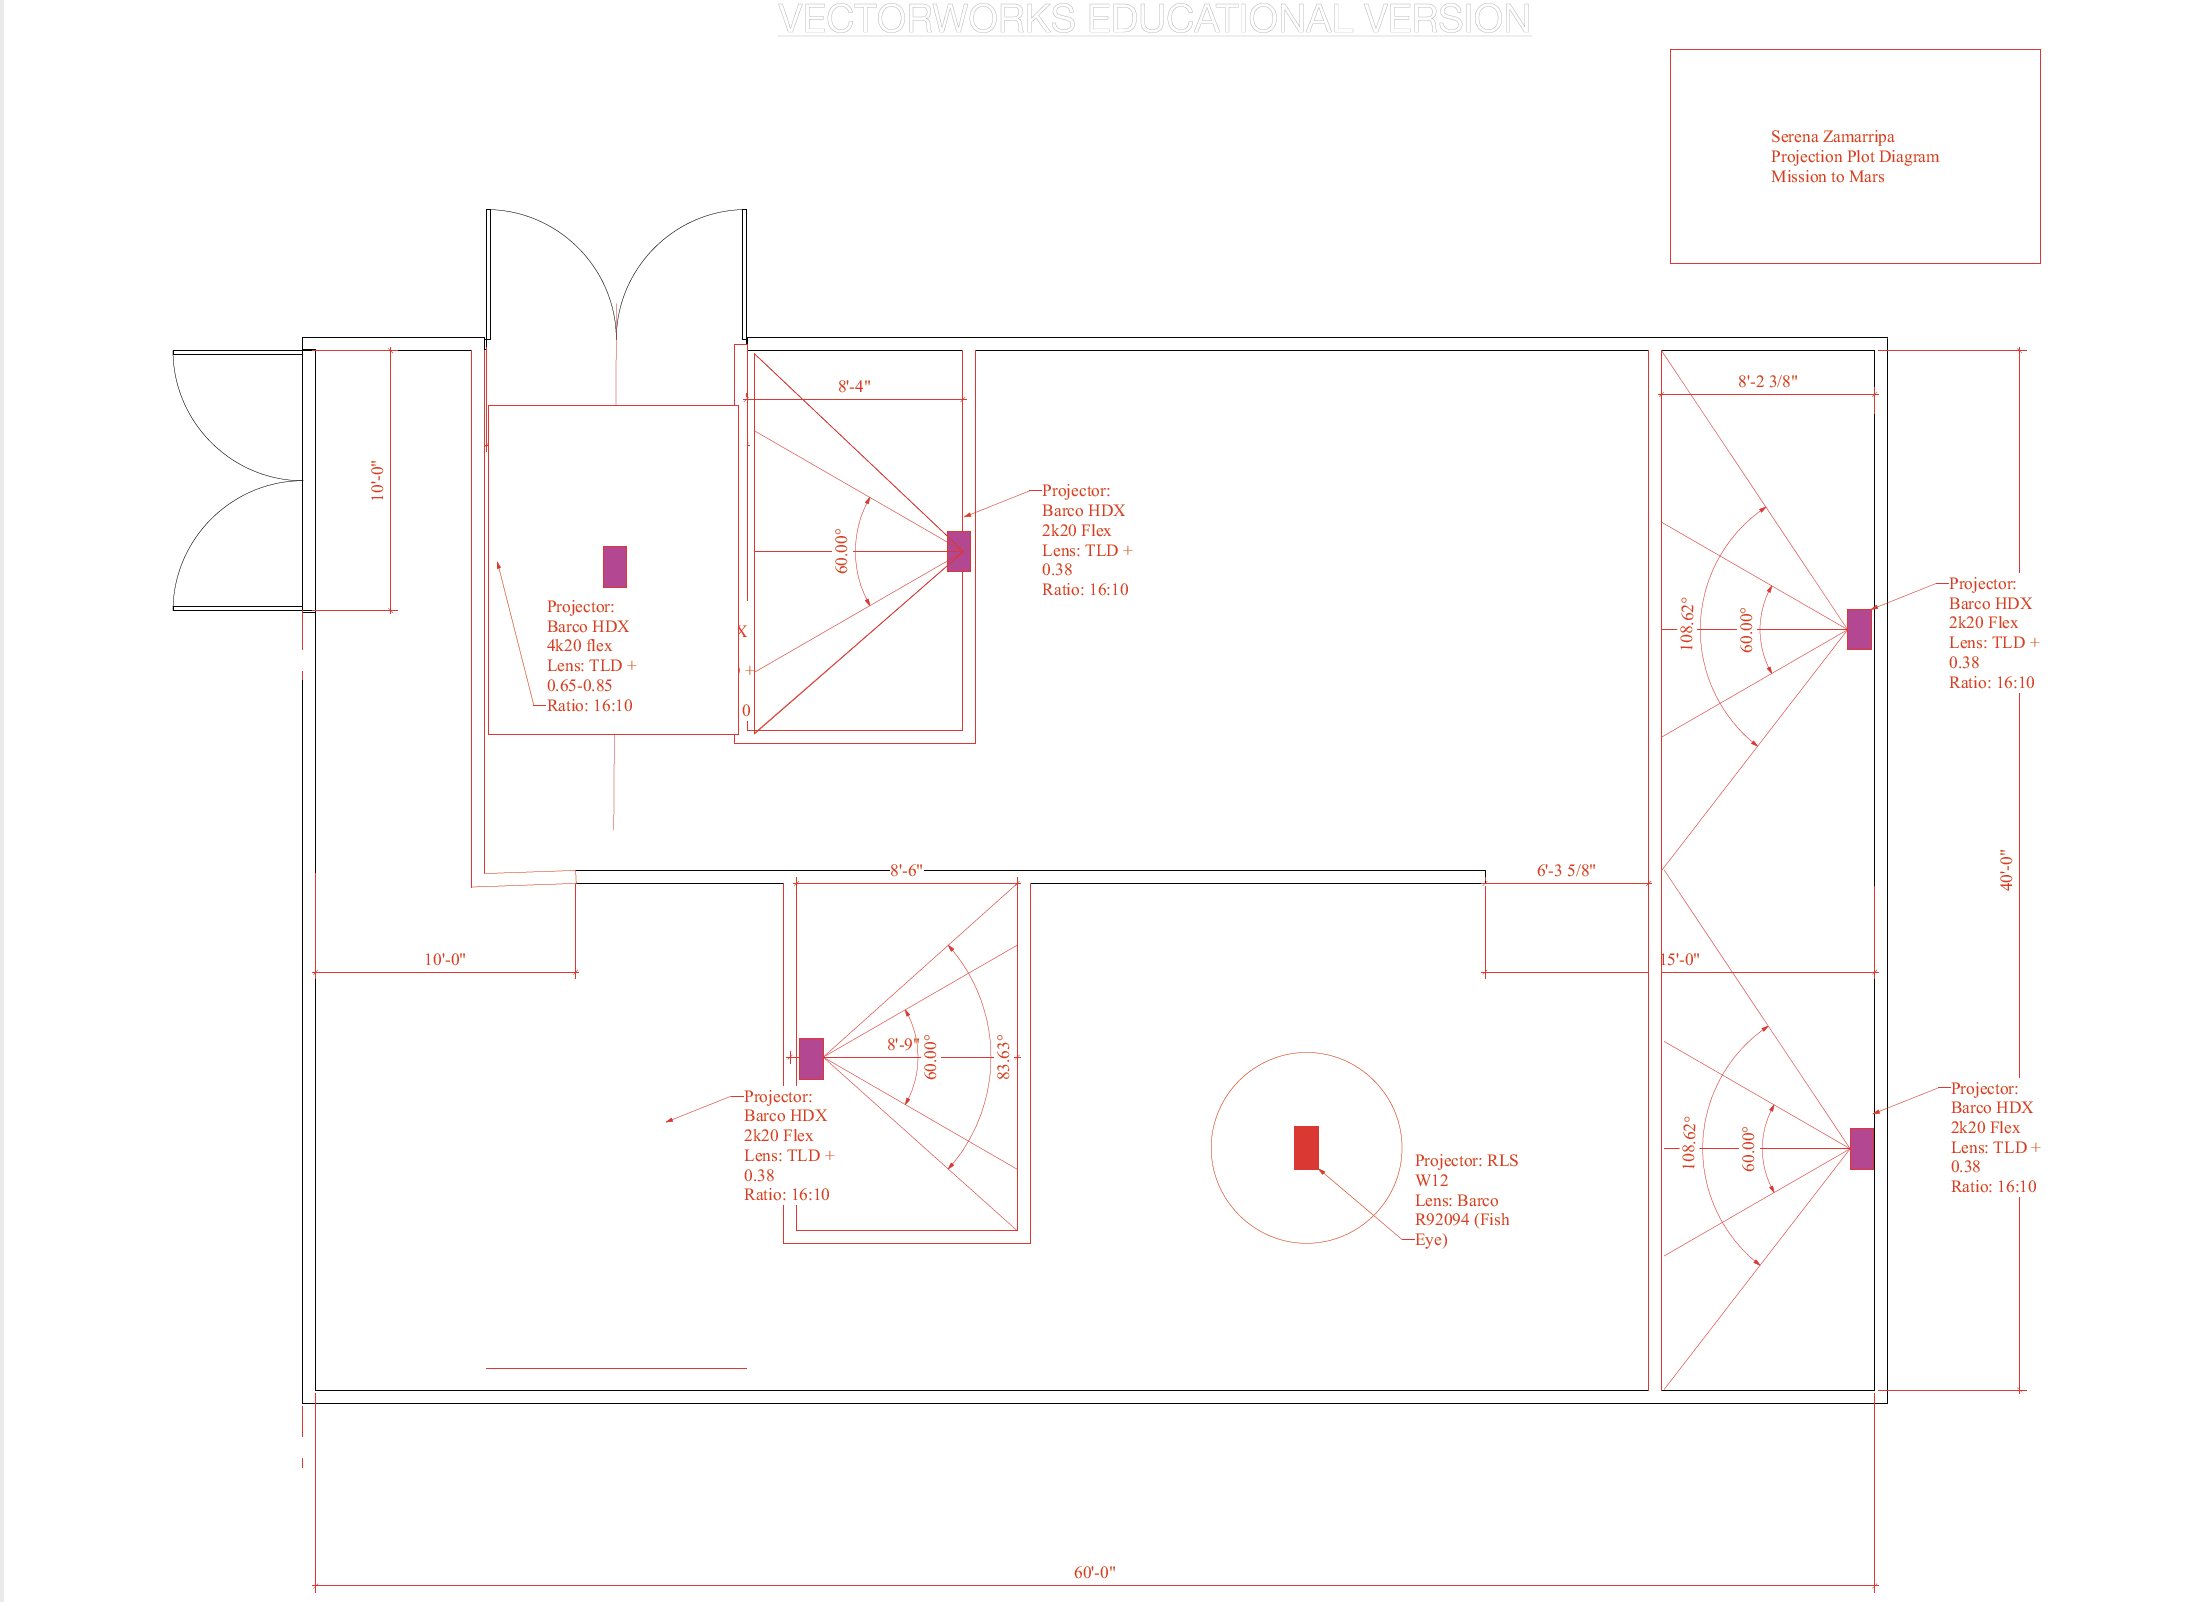 VECTORWORKS EDUCATIONAL VERSION
Serena Zamarripa
Projection Plot Diagram
Mission to Mars
8'-4"
8'-2 3/8"
10'-0"
Projector:
Barco HDX
2k20 Flex
Lens: TLD +
0.38
Ratio: 16:10
60.00°
Projector:
Barco HDX
4k20 flex
Lens: TLD +
0.65-0.85
Ratio: 16:10
X
+
0
108.62°
60.00°
Projector:
Barco HDX
2k20 Flex
Lens: TLD +
0.38
Ratio: 16:10
8'-6"
6'-3 5/8"
40'-0"
10'-0"
15'-0"
8'-9"
60.00°
83.63°
Projector:
Barco HDX
2k20 Flex
Lens: TLD +
0.38
Ratio: 16:10
Projector: RLS
W12
Lens: Barco
R92094 (Fish
Eye)
108.62°
60.00°
Projector:
Barco HDX
2k20 Flex
Lens: TLD +
0.38
Ratio: 16:10
60'-0"